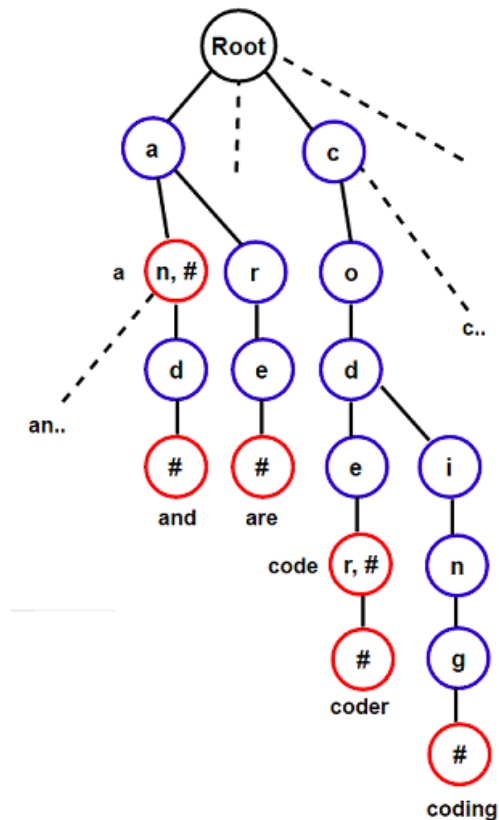 Root
a
c
a
n, #
r
o
c..
d
e
d
an..
#
#
e
i
and
are
code
r, #
n
#
g
coder
#
coding